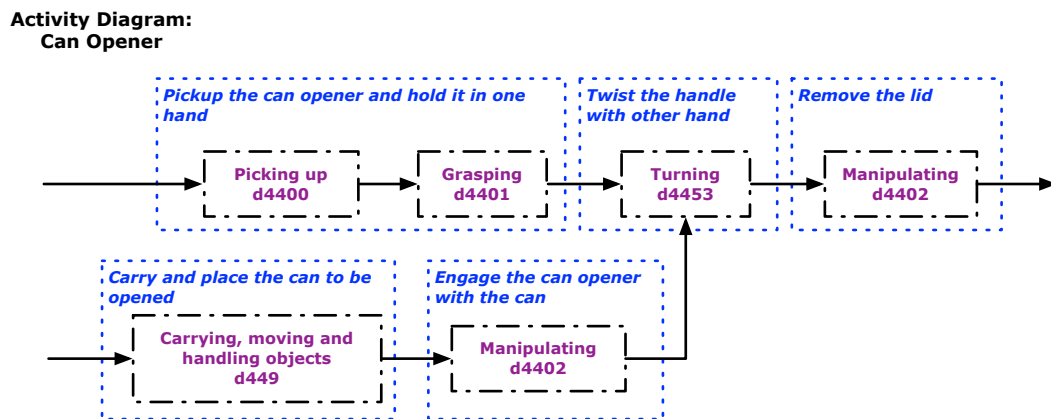 Activity Diagram:
Can Opener
Pickup the can opener and hold it in one
hand
Picking up
d4400
Grasping
d4401
Twist the handle
with other hand
Turning
d4453
Remove the lid
Manipulating
d4402
Carry and place the can to be
opened
Carrying, moving and
handling objects
d449
Engage the can opener
with the can
Manipulating
d4402